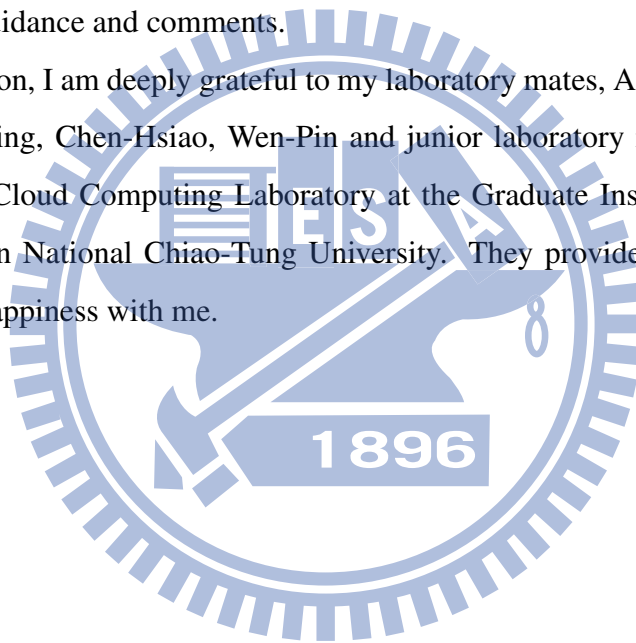 uidance and comments.
on, I am deeply grateful to my laboratory mates, A
ing, Chen-Hsiao, Wen-Pin and junior laboratory
Cloud Computing Laboratory at the Graduate Ins
n National Chiao-Tung University. They provide
appiness with me.
E S A
1896